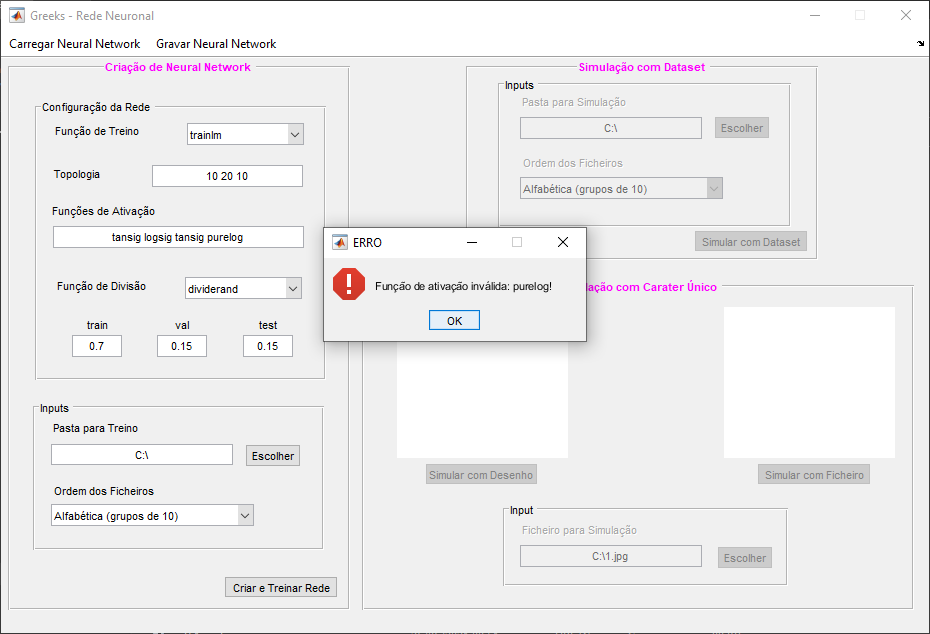 Greeks - Rede Neuronal
Carregar Neural Network Gravar Neural Network
Criação de Neural Network
Configuração da Rede
Função de Treino
trainlm
Topologia
10 20 10
Funções de Ativação
tansig logsig tansig purelog
Função de Divisão
dividerand
train val test
0.7 0.15 0.15
Inputs
Pasta para Treino
C:\
Escolher
Ordem dos Ficheiros
Alfabética (grupos de 10)
Criar e Treinar Rede
Simulação com Dataset
Inputs
Pasta para Simulação
C:\
Escolher
Ordem dos Ficheiros
Alfabética (grupos de 10)
Simular com Dataset
ERRO
Função de ativação inválida: purelog!
OK
com Carater Único
Simular com Desenho
Simular com Ficheiro
Input
Ficheiro para Simulação
C:\1.jpg
Escolher